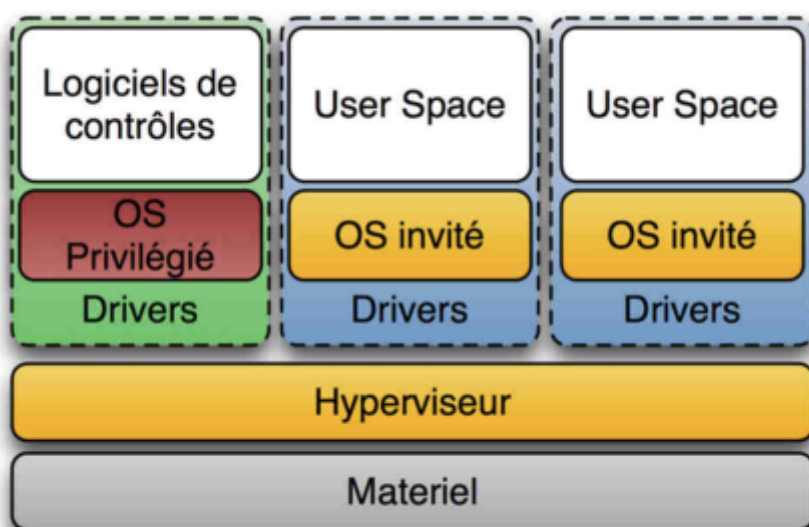 Logiciels de
contrôles
User Space
User Space
OS
Privilégié
OS invité
OS invité
Drivers
Drivers
Drivers
Hyperviseur
Materiel